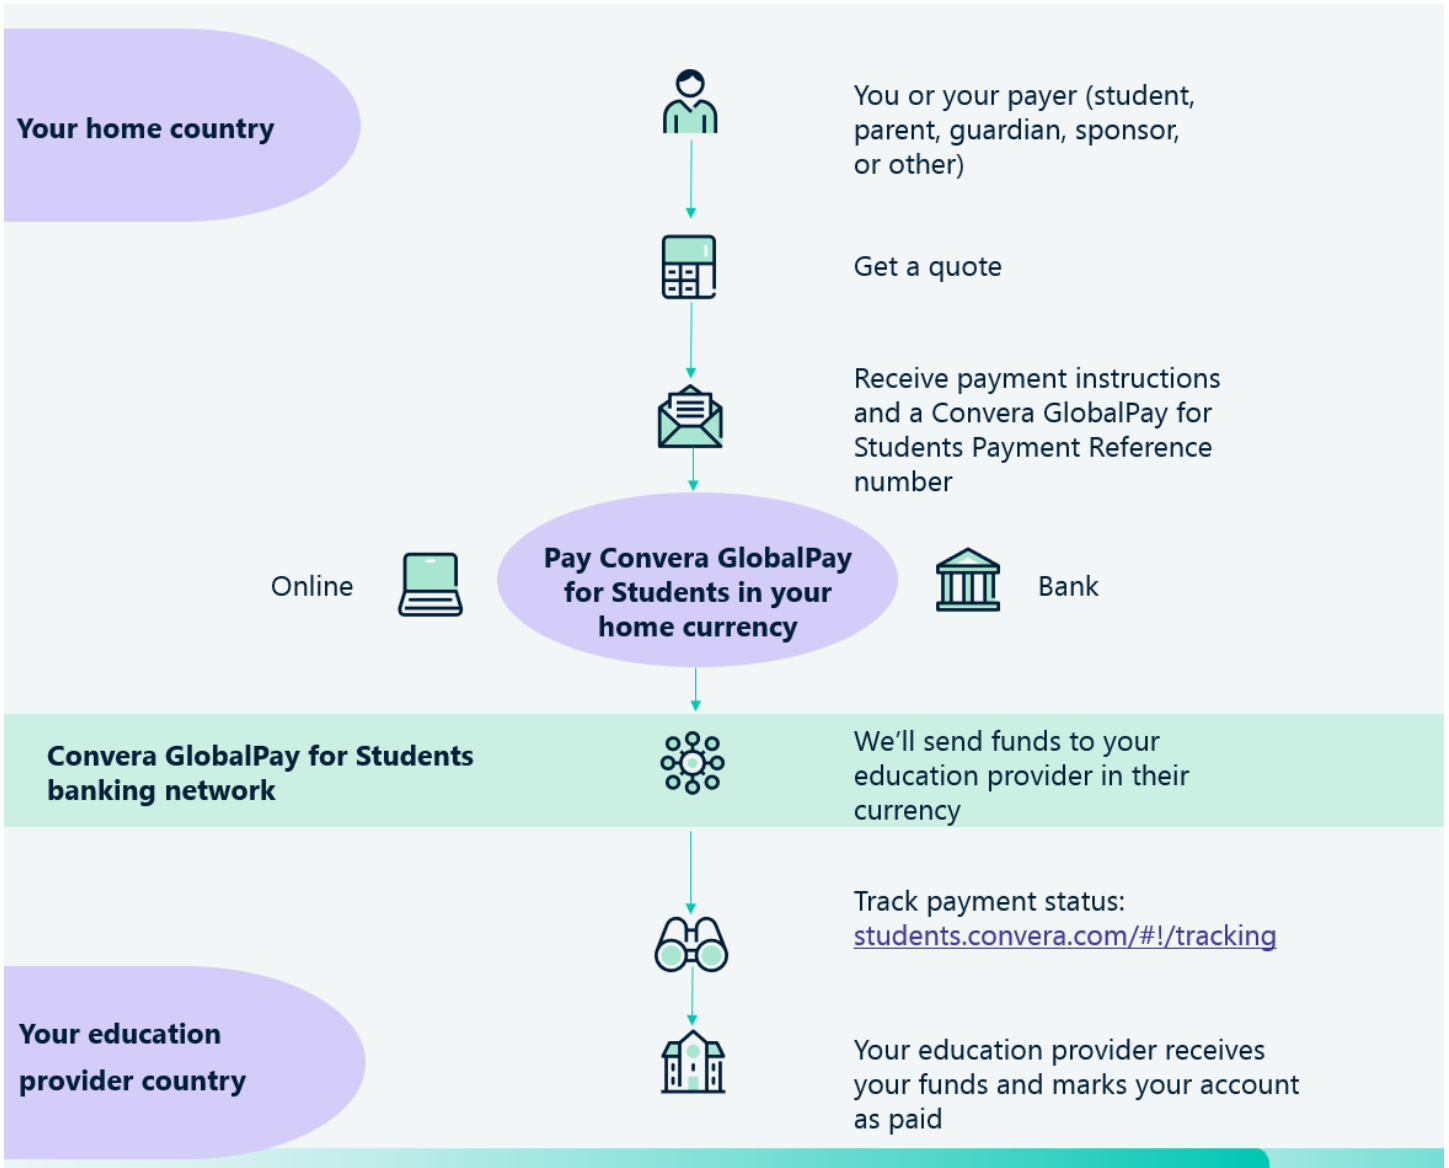 Your home country
You or your payer (student,
parent, guardian, sponsor,
or other)
Get a quote
Receive payment instructions
and a Convera GlobalPay for
Students Payment Reference
number
Online
Pay Convera GlobalPay
for Students in your
home currency
Bank
Convera GlobalPay for Students
banking network
We’ll send funds to your
education provider in their
currency
Track payment status:
students.convera.com/#!/tracking
Your education
provider country
Your education provider receives
your funds and marks your account
as paid